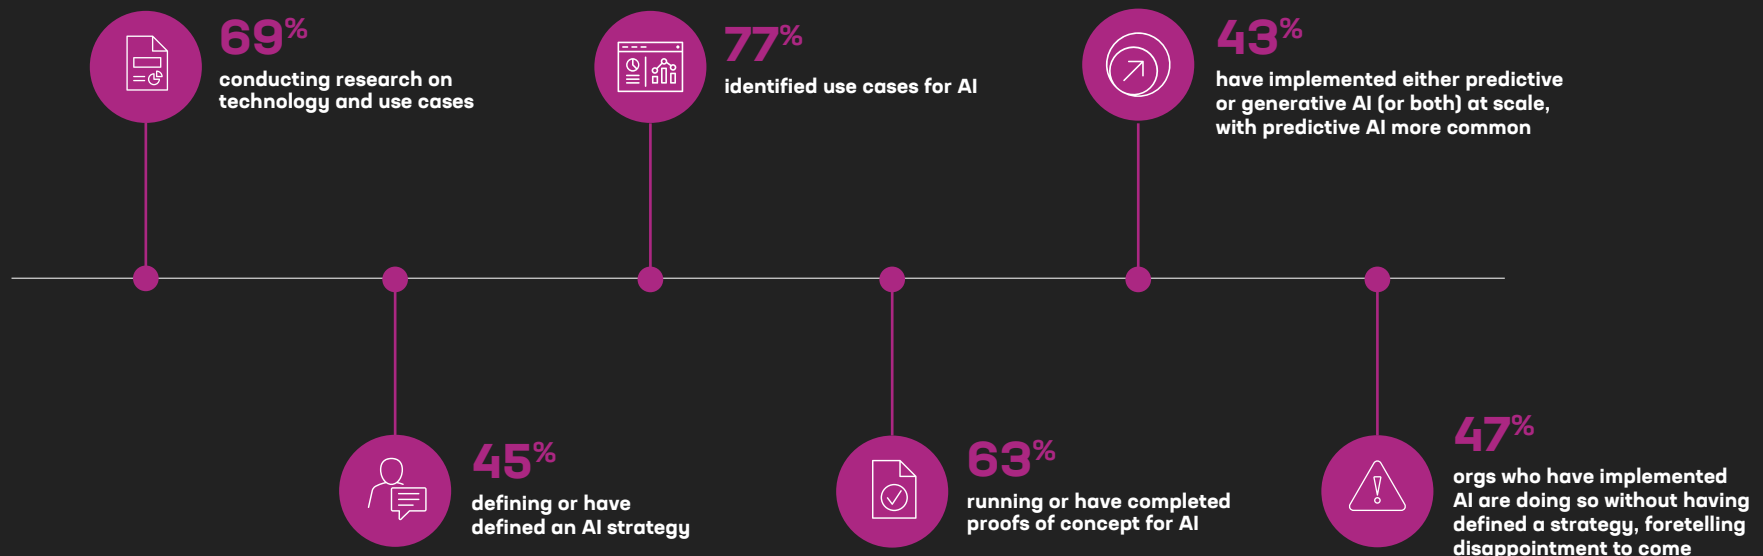 69%
conducting research on
technology and use cases
45%
defining or have
defined an AI strategy
77%
identified use cases for AI
63%
running or have completed
proofs of concept for AI
43%
have implemented either predictive
or generative AI (or both) at scale,
with predictive AI more common
47%
orgs who have implemented
AI are doing so without having
defined a strategy, foretelling
disappointment to come